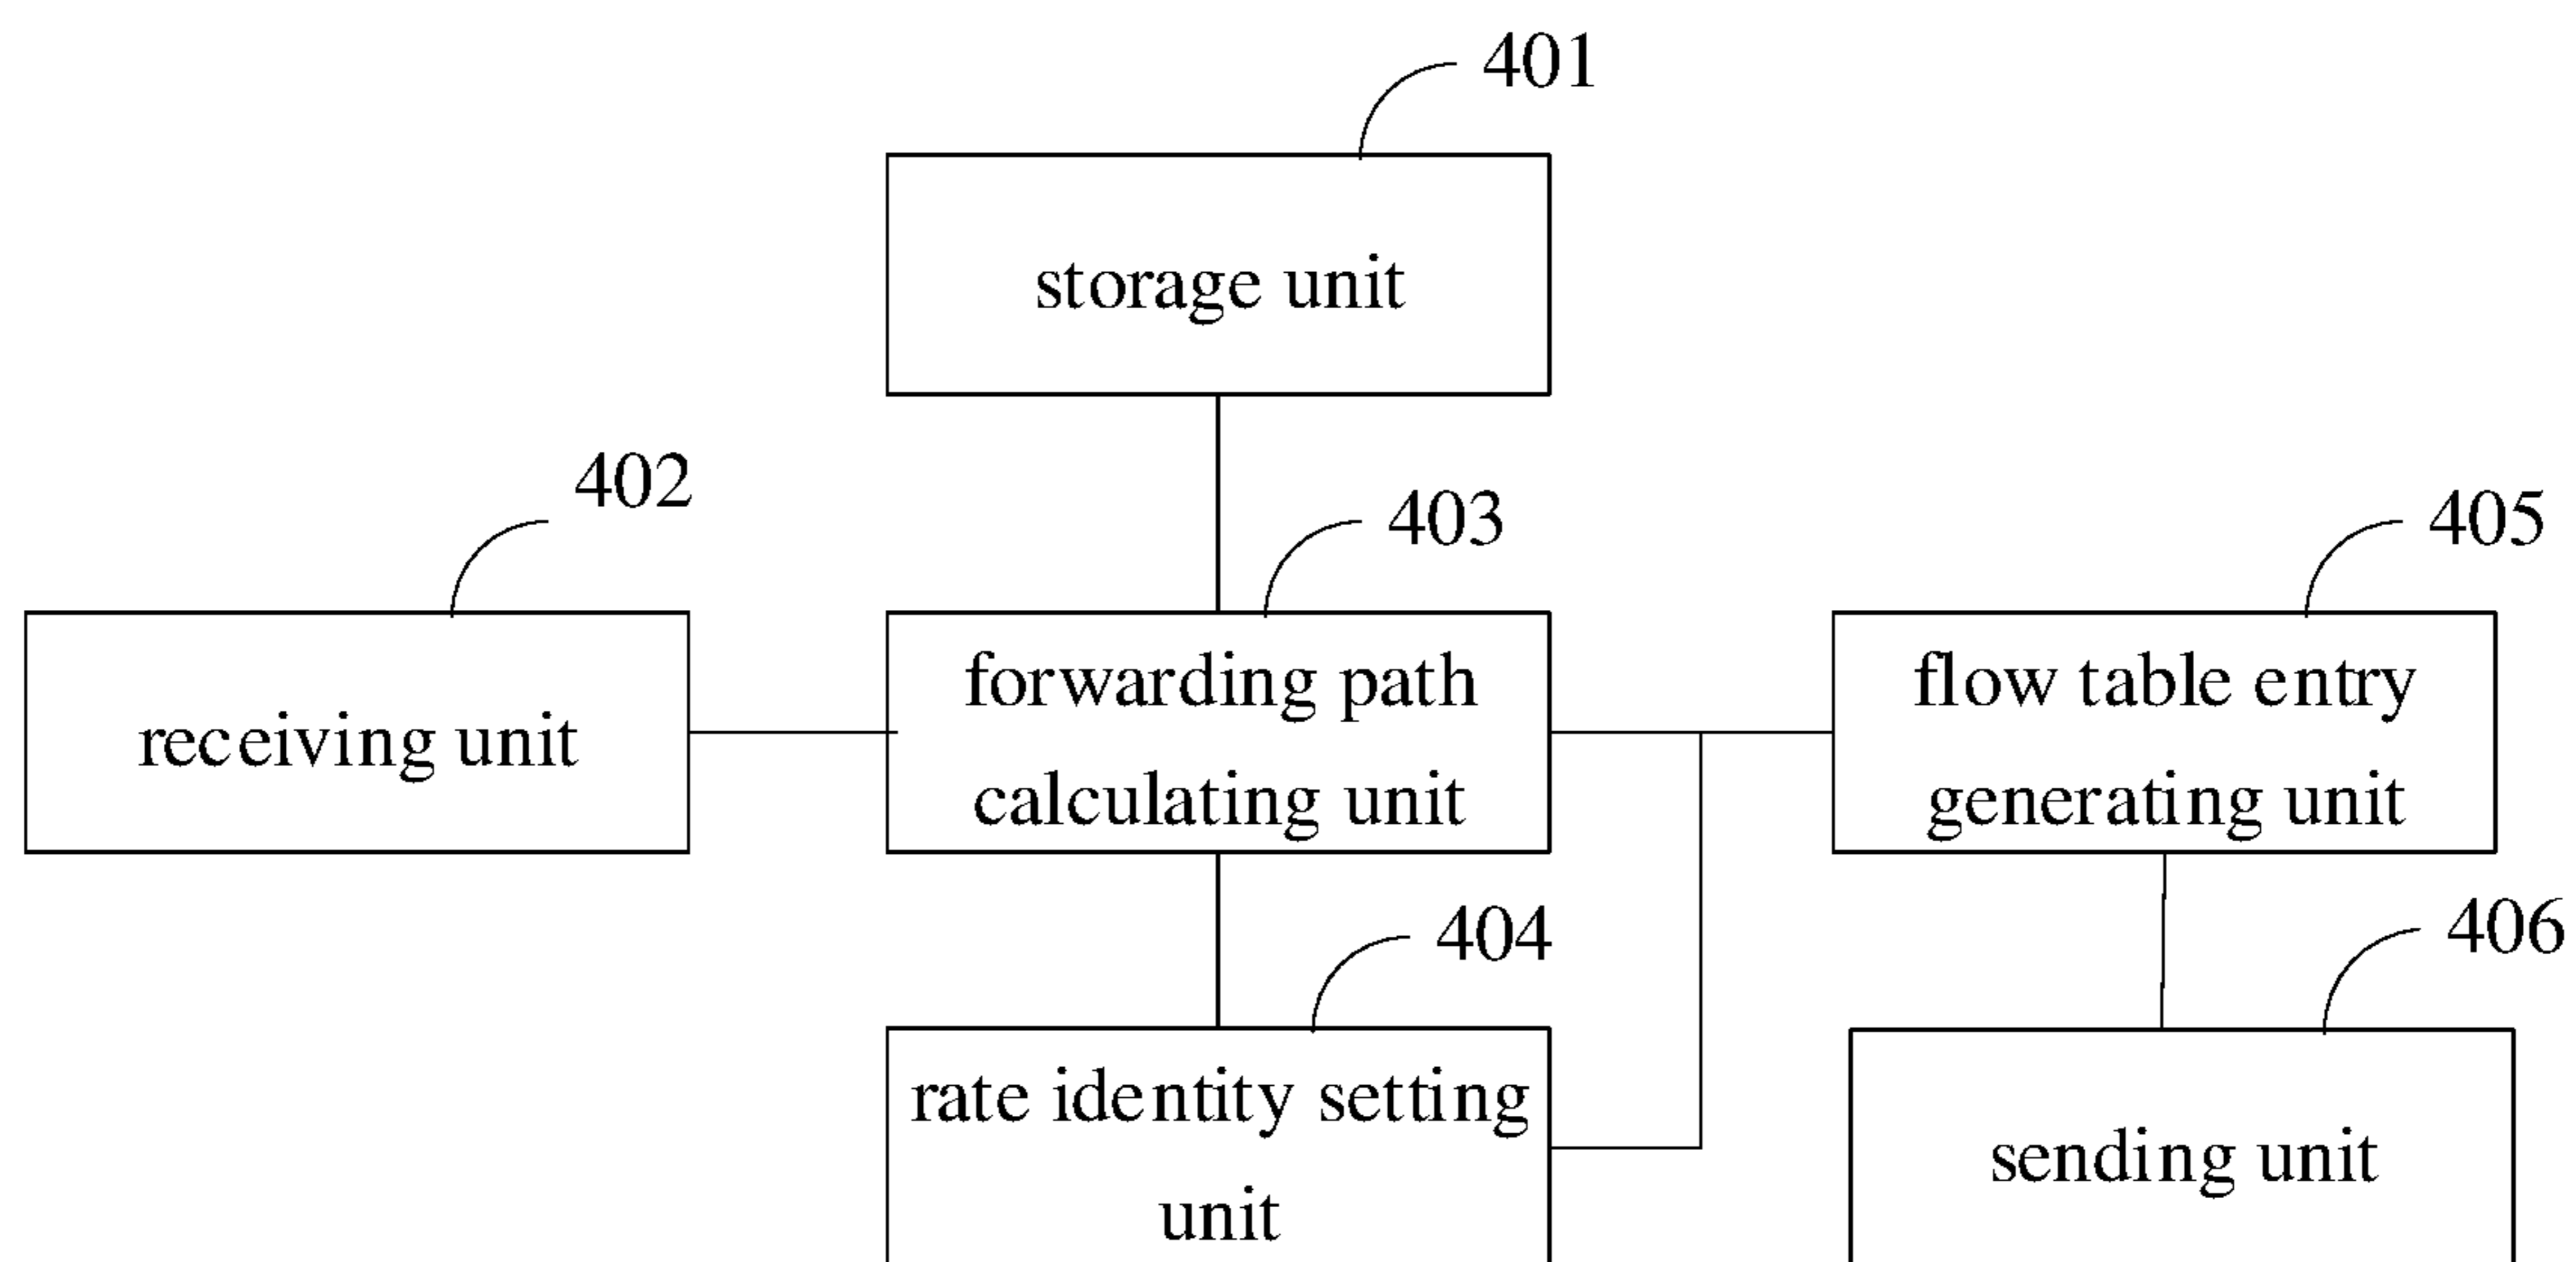 401
storage unit
402
403
405
receiving unit
forwarding path
calculating unit
flow table entry
generating unit
404
406
rate identity setting
unit
sending unit